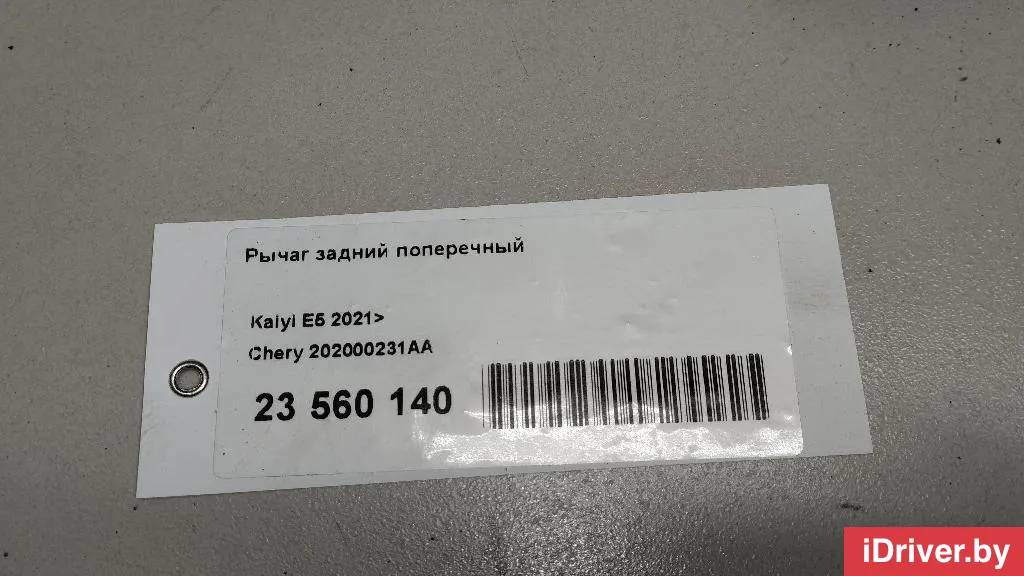 Рычаг задний поперечный
Kaiyi E5 2021>
Chery 202000231AA
23 560 140
iDriver.by